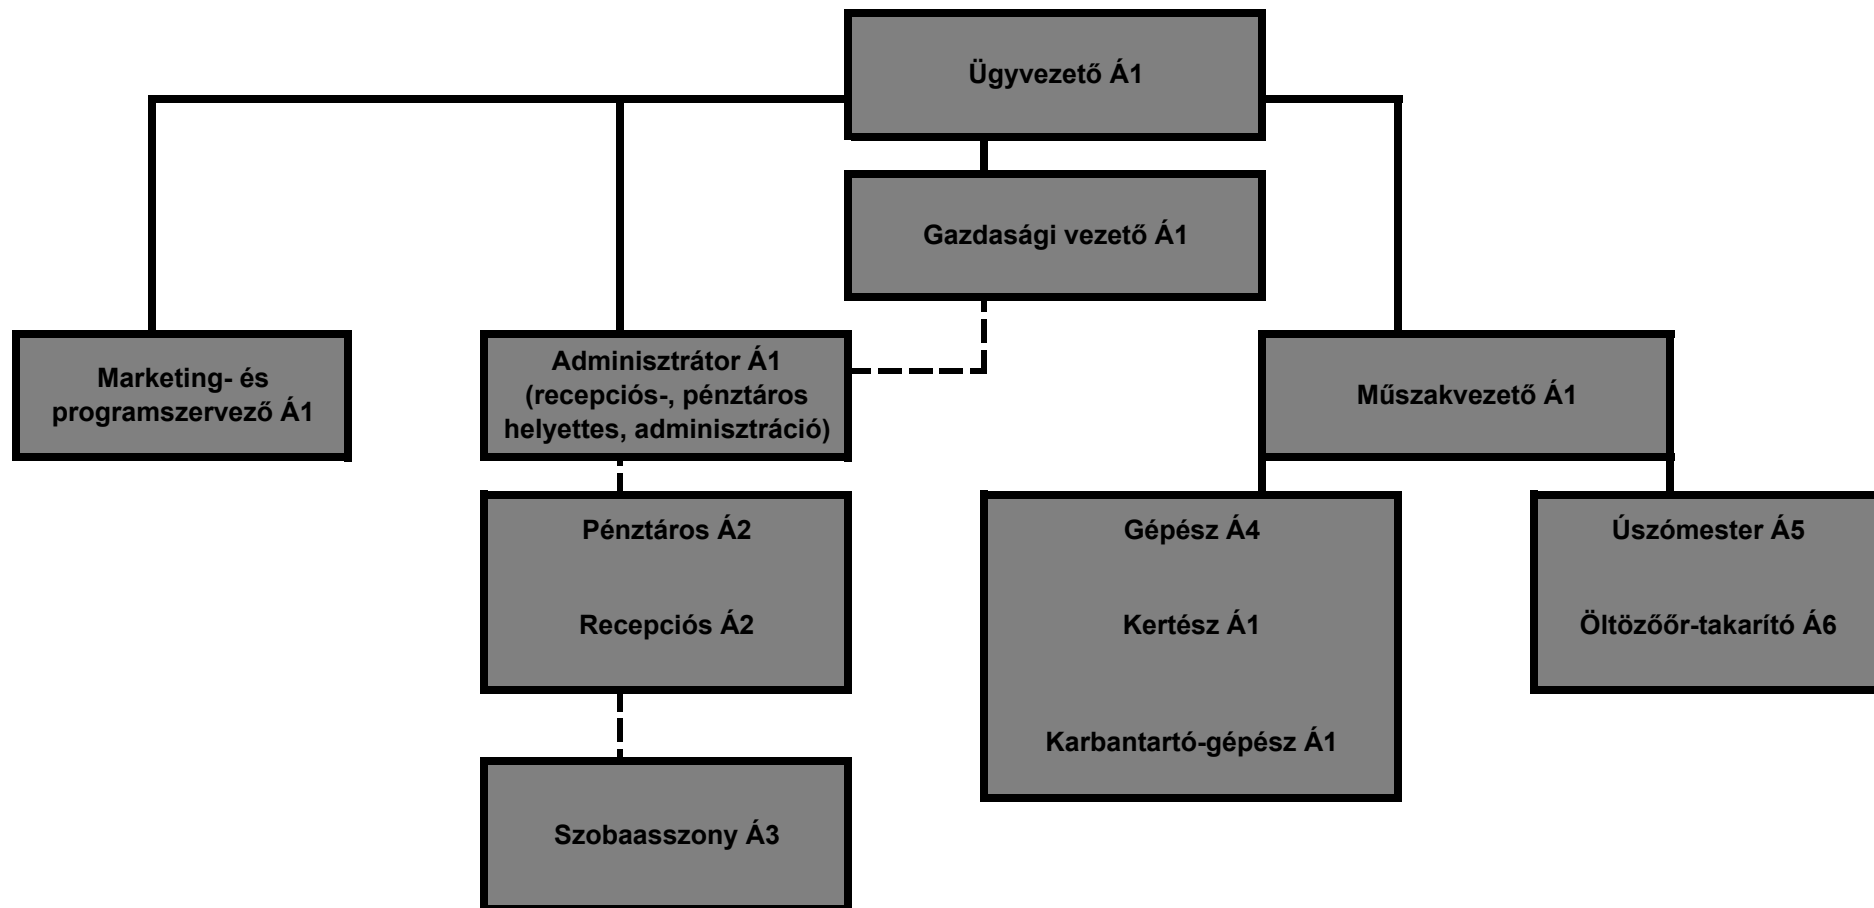 Ügyvezető Á1
Gazdasági vezető Á1
Marketing- és
programszervező Á1
Adminisztrátor Á1
(recepciós-, pénztáros
helyettes, adminisztráció)
Műszakvezető Á1
Pénztáros Á2
Recepciós Á2
Gépész Á4
Kertész Á1
Karbantartó-gépész Á1
Úszómester Á5
Öltözőőr-takarító Á6
Szobaasszony Á3